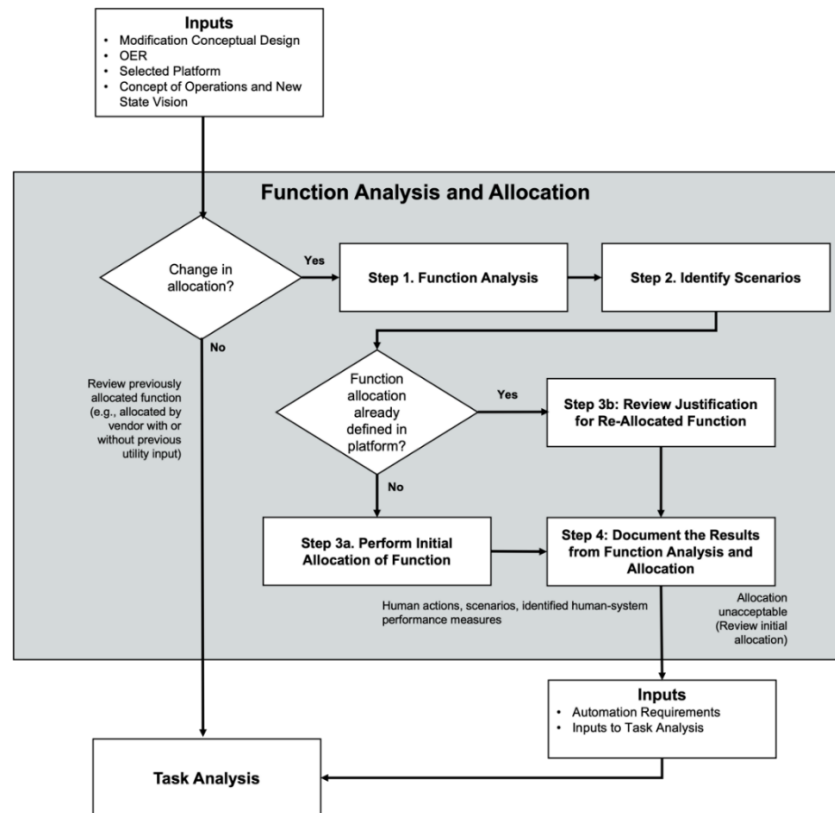 Inputs
• Modification Conceptual Design
• OER
• Selected Platform
• Concept of Operations and New
State Vision
Function Analysis and Allocation
Change in
allocation?
Yes
Step 1. Function Analysis
Step 2. Identify Scenarios
No
Review previously
allocated function
(e.g., allocated by
vendor with or
without previous
utility input)
Function
allocation
already
defined in
platform?
Yes
Step 3b: Review Justification
for Re-Allocated Function
No
Step 3a. Perform Initial
Allocation of Function
Step 4: Document the Results
from Function Analysis and
Allocation
Human actions, scenarios, identified human-system
performance measures
Allocation
unacceptable
(Review initial
allocation)
Inputs
• Automation Requirements
• Inputs to Task Analysis
Task Analysis